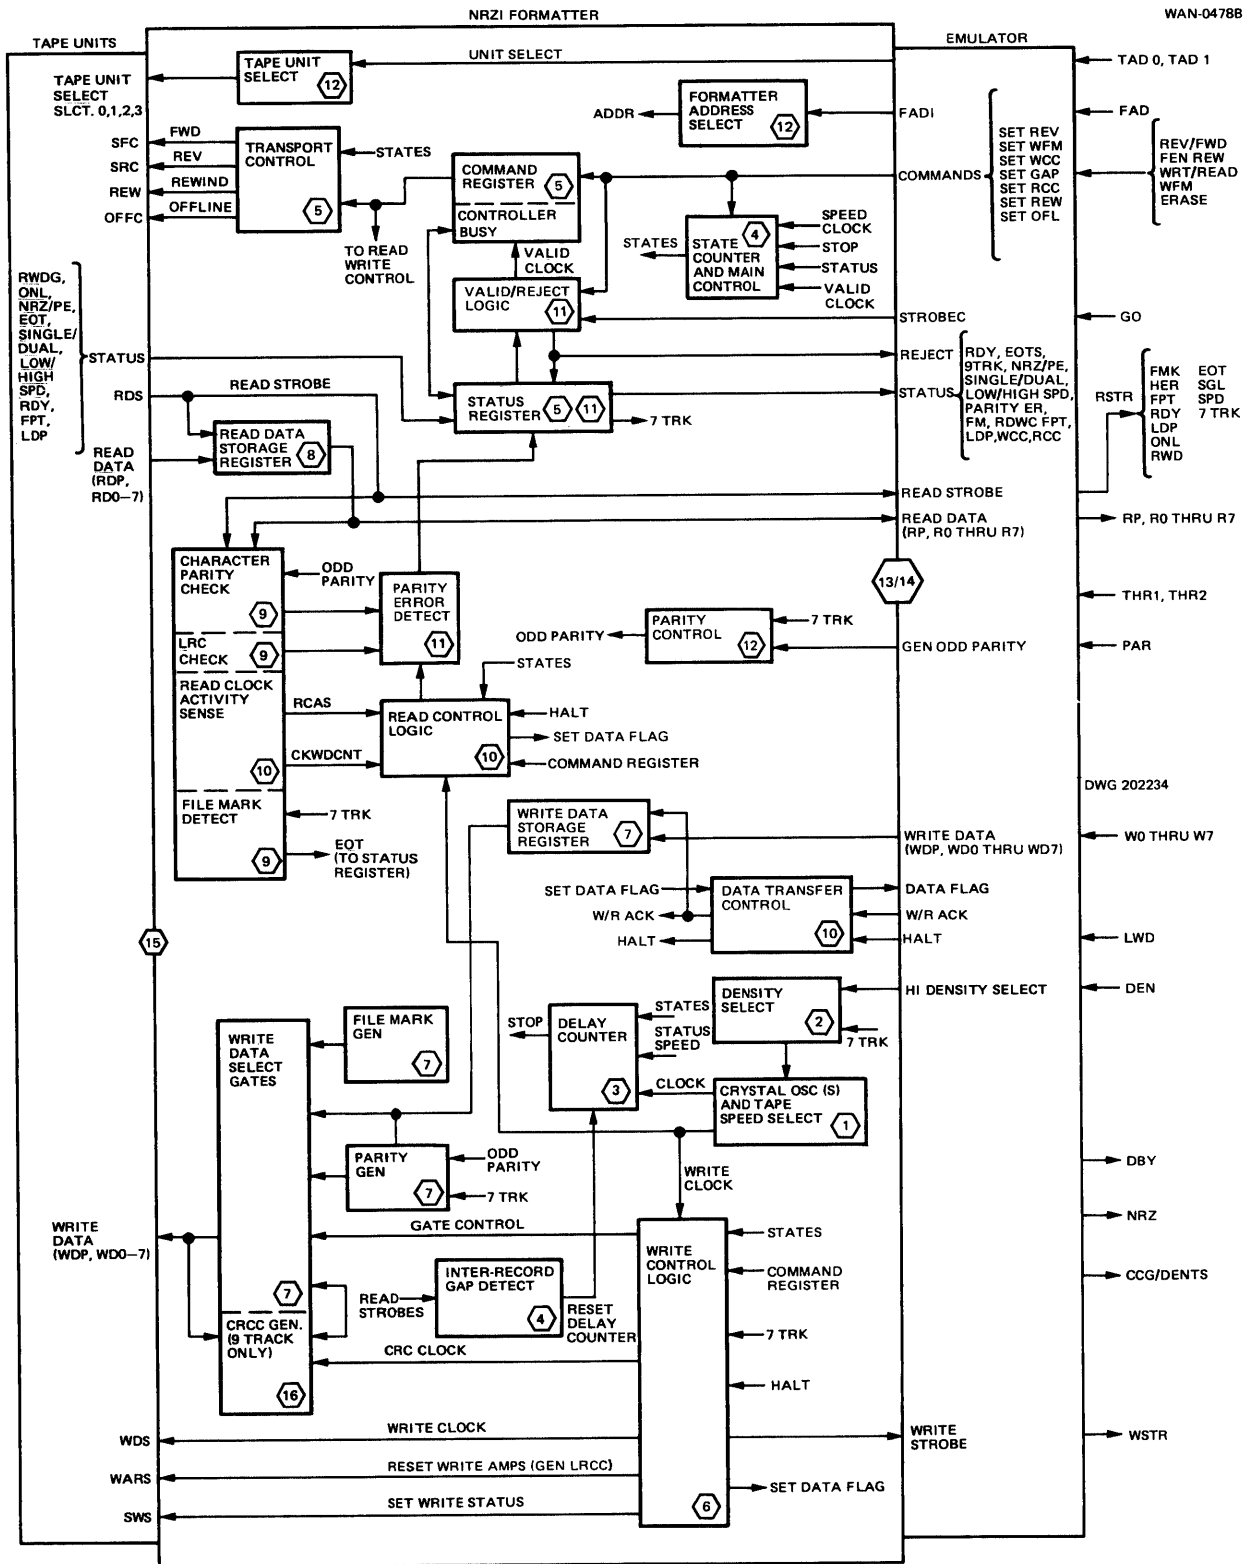 NRZI FORMATTER
WAN-0478B
TAPE UNITS
EMULATOR
TAPE UNIT
SELECT
SLCT. 0,1,2,3
TAPE UNIT
SELECT
12
UNIT SELECT
TAD 0, TAD 1
ADDR
FORMATTER
ADDRESS
SELECT
12
FADI
FAD
SFC
FWD
SRC
REV
REW
REWIND
OFFC
OFFLINE
TRANSPORT
CONTROL
5
STATES
COMMAND
REGISTER
5
CONTROLLER
BUSY
COMMANDS
SET REV
SET WFM
SET WCC
SET GAP
SET RCC
SET REW
SET OFL
REV/FWD
FEN REW
WRT/READ
WFM
ERASE
TO READ
WRITE
CONTROL
VALID
CLOCK
STATES
STATE
COUNTER
AND MAIN
CONTROL
4
SPEED
CLOCK
STOP
STATUS
VALID
CLOCK
VALID/REJECT
LOGIC
11
STROBEC
GO
RWDG,
ONL,
NRZ/PE,
EOT,
SINGLE/
DUAL,
LOW/
HIGH
SPD,
RDY,
FPT,
LDP
STATUS
REJECT
STATUS
RDY, EOTS,
9TRK, NRZ/PE,
SINGLE/DUAL,
LOW/HIGH SPD,
PARITY ER,
FM, RDWC FPT,
LDP,WCC,RCC
RSTR
FMK EOT
HER SGL
FPT SPD
RDY 7 TRK
LDP
ONL
RWD
RDS
READ STROBE
STATUS
REGISTER
5
11
7 TRK
READ
DATA
(RDP,
RD0–7)
READ DATA
STORAGE
REGISTER
8
READ STROBE
READ DATA
(RP, R0 THRU R7)
RP, R0 THRU R7
CHARACTER
PARITY
CHECK
9
ODD
PARITY
PARITY
ERROR
DETECT
11
13/14
THR1, THR2
LRC
CHECK
9
ODD PARITY
PARITY
CONTROL
12
7 TRK
GEN ODD PARITY
PAR
STATES
READ CLOCK
ACTIVITY
SENSE
10
RCAS
CKWDCNT
READ CONTROL
LOGIC
10
HALT
SET DATA FLAG
COMMAND REGISTER
DWG 202234
FILE MARK
DETECT
9
7 TRK
EOT
(TO STATUS
REGISTER)
WRITE DATA
STORAGE
REGISTER
7
WRITE DATA
(WDP, WD0 THRU WD7)
W0 THRU W7
SET DATA FLAG
W/R ACK
HALT
DATA TRANSFER
CONTROL
10
DATA FLAG
W/R ACK
HALT
LWD
15
DENSITY
SELECT
2
HI DENSITY SELECT
DEN
7 TRK
STOP
DELAY
COUNTER
3
STATES
STATUS
SPEED
CLOCK
CRYSTAL OSC (S)
AND TAPE
SPEED SELECT
1
WRITE
DATA
SELECT
GATES
7
FILE MARK
GEN
7
PARITY
GEN
7
ODD
PARITY
7 TRK
WRITE
CLOCK
DBY
WRITE
DATA
(WDP, WD0–7)
GATE CONTROL
NRZ
WRITE
CONTROL
LOGIC
6
STATES
COMMAND
REGISTER
7 TRK
HALT
CCG/DENTS
READ
STROBES
INTER-RECORD
GAP DETECT
4
RESET
DELAY
COUNTER
CRCC GEN.
(9 TRACK
ONLY)
16
CRC CLOCK
WDS
WRITE CLOCK
WRITE
STROBE
WSTR
WARS
RESET WRITE AMPS (GEN LRCC)
SET DATA FLAG
SWS
SET WRITE STATUS